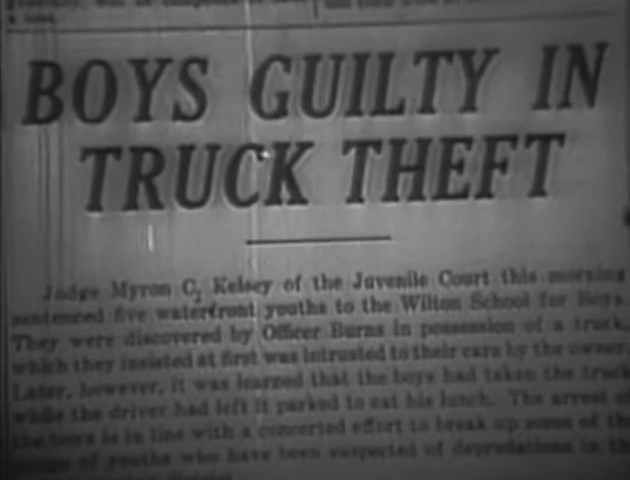 BOYS GUILTY IN
TRUCK THEFT
Judge Myron C. Kelsey of the Juvenile Court this morning
sentenced five waterfront youths to the Wilton School for Boys.
They were discovered by Officer Burns in possession of a truck,
which they insisted at first was intrusted to their care by the owner.
Later, however, it was learned that the boys had taken the truck
while the driver had left it parked to eat his lunch. The arrest of
the boys is in line with a concerted effort to break up some of the
of youths who have been suspected of depredations in the